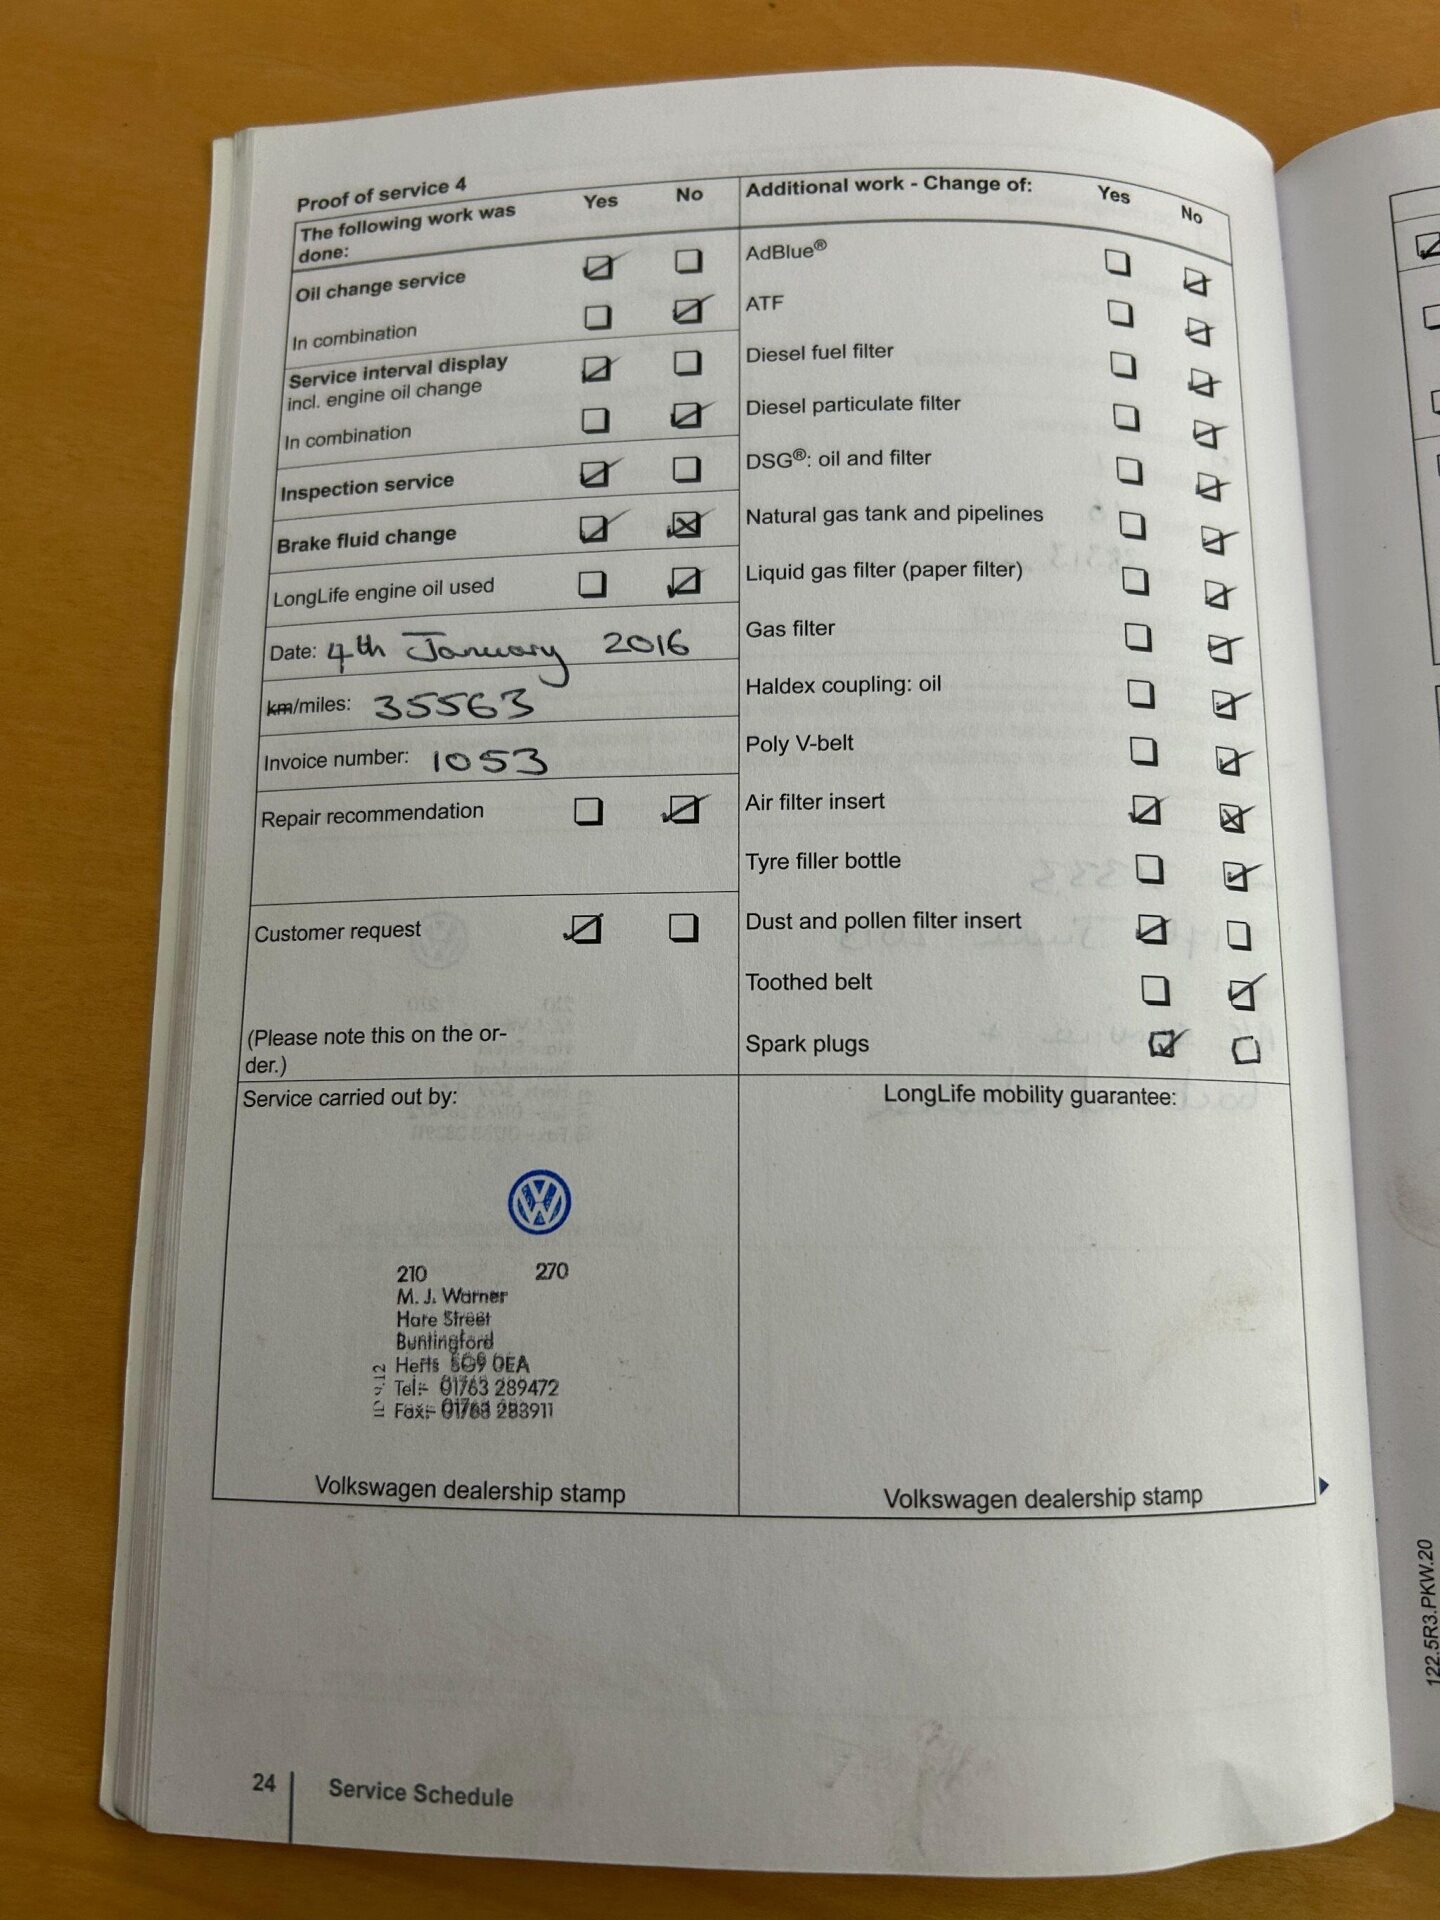 Proof of service 4
The following work was done: Yes No
Oil change service
In combination
Service interval display
incl. engine oil change
In combination
Inspection service
Brake fluid change
LongLife engine oil used
Date: 4th January 2016
km/miles: 35563
Invoice number: 1053
Repair recommendation
Customer request
(Please note this on the or-
der.)
Additional work - Change of: Yes No
AdBlue®
ATF
Diesel fuel filter
Diesel particulate filter
DSG®: oil and filter
Natural gas tank and pipelines
Liquid gas filter (paper filter)
Gas filter
Haldex coupling: oil
Poly V-belt
Air filter insert
Tyre filler bottle
Dust and pollen filter insert
Toothed belt
Spark plugs
Service carried out by:
210 270
M. J. Warner
Hare Street
Buntingford
Herts SG9 0EA
Tel:- 01763 289472
Fax:- 01763 283911
Volkswagen dealership stamp
LongLife mobility guarantee:
Volkswagen dealership stamp
24 Service Schedule
122.5R3.PKW.20